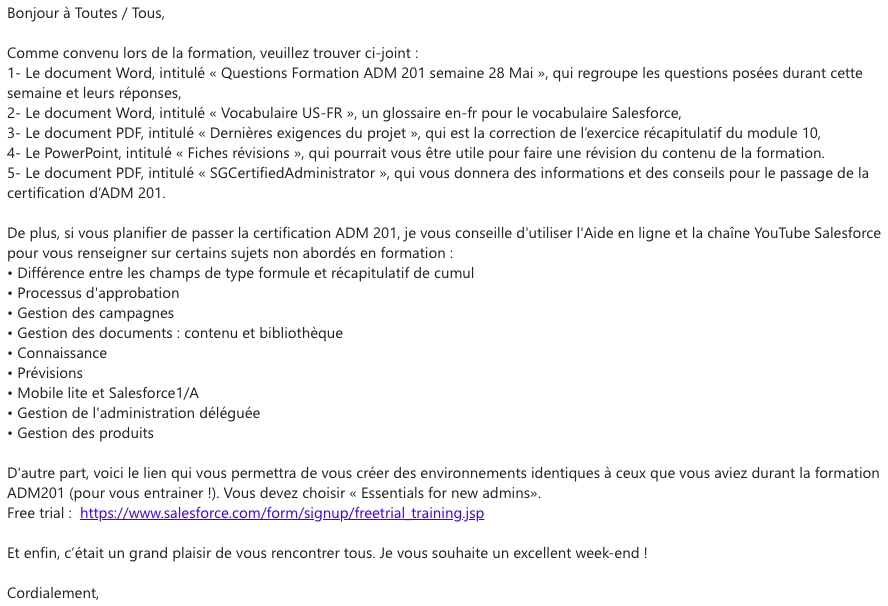 Bonjour à Toutes / Tous,
Comme convenu lors de la formation, veuillez trouver ci-joint :
1- Le document Word, intitulé « Questions Formation ADM 201 semaine 28 Mai », qui regroupe les questions posées durant cette
semaine et leurs réponses,
2- Le document Word, intitulé « Vocabulaire US-FR », un glossaire en-fr pour le vocabulaire Salesforce,
3- Le document PDF, intitulé « Dernières exigences du projet », qui est la correction de l’exercice récapitulatif du module 10,
4- Le PowerPoint, intitulé « Fiches révisions », qui pourrait vous être utile pour faire une révision du contenu de la formation.
5- Le document PDF, intitulé « SGCertifiedAdministrator », qui vous donnera des informations et des conseils pour le passage de la
certification d’ADM 201.
De plus, si vous planifier de passer la certification ADM 201, je vous conseille d'utiliser l'Aide en ligne et la chaîne YouTube Salesforce
pour vous renseigner sur certains sujets non abordés en formation :
• Différence entre les champs de type formule et récapitulatif de cumul
• Processus d'approbation
• Gestion des campagnes
• Gestion des documents : contenu et bibliothèque
• Connaissance
• Prévisions
• Mobile lite et Salesforce1/A
• Gestion de l'administration déléguée
• Gestion des produits
D'autre part, voici le lien qui vous permettra de vous créer des environnements identiques à ceux que vous aviez durant la formation
ADM201 (pour vous entrainer !). Vous devez choisir « Essentials for new admins».
Free trial :  https://www.salesforce.com/form/signup/freetrial_training.jsp
Et enfin, c’était un grand plaisir de vous rencontrer tous. Je vous souhaite un excellent week-end !
Cordialement,